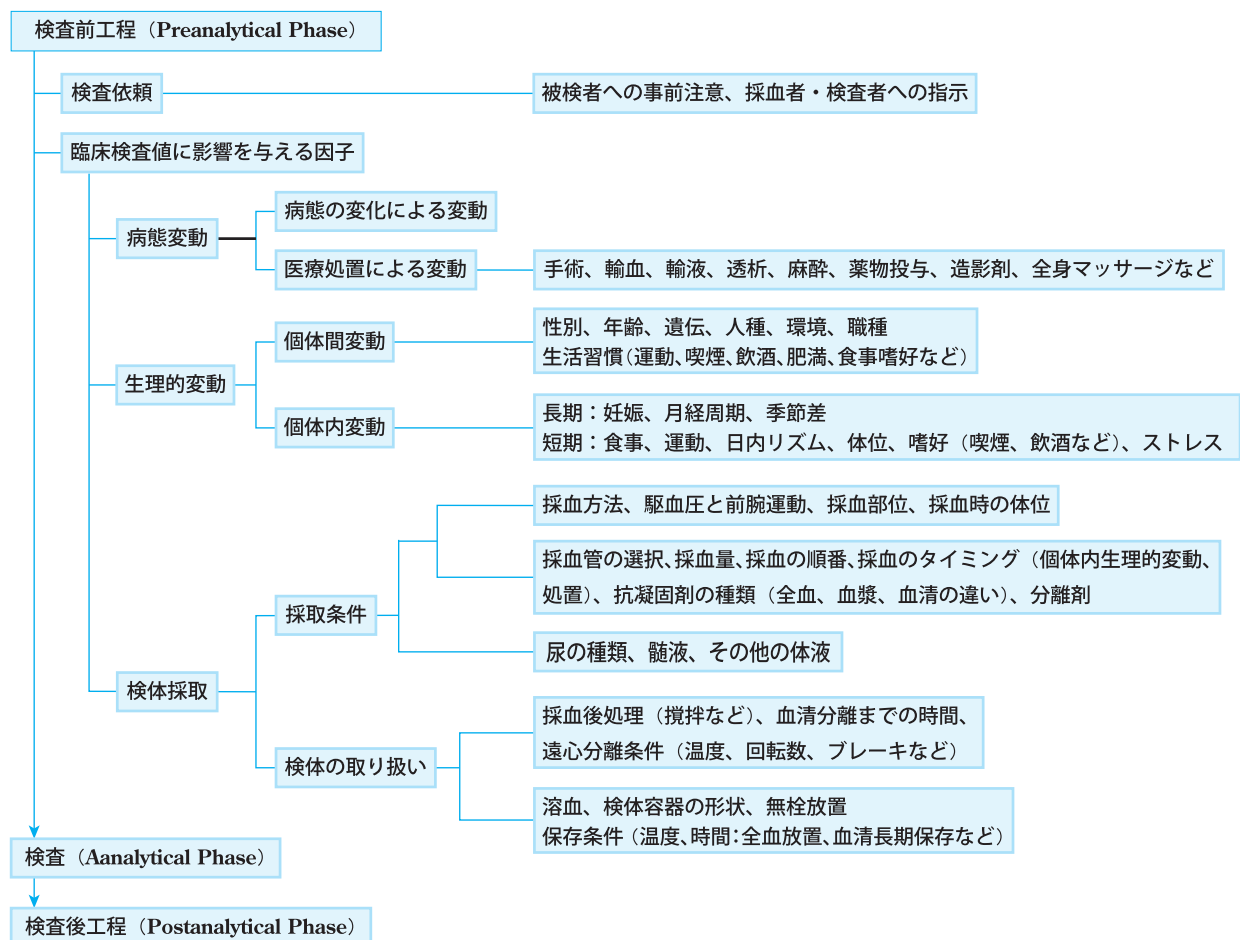 検査前工程（Preanalytical Phase）
検査依頼
被検者への事前注意、採血者・検査者への指示
臨床検査値に影響を与える因子
病態変動
病態の変化による変動
医療処置による変動
手術、輸血、輸液、透析、麻酔、薬物投与、造影剤、全身マッサージなど
生理的変動
個体間変動
性別、年齢、遺伝、人種、環境、職種
生活習慣（運動、喫煙、飲酒、肥満、食事嗜好など）
個体内変動
長期：妊娠、月経周期、季節差
短期：食事、運動、日内リズム、体位、嗜好（喫煙、飲酒など）、ストレス
検体採取
採取条件
採血方法、駆血圧と前腕運動、採血部位、採血時の体位
採血管の選択、採血量、採血の順番、採血のタイミング（個体内生理的変動、
処置）、抗凝固剤の種類（全血、血漿、血清の違い）、分離剤
尿の種類、髄液、その他の体液
検体の取り扱い
採血後処理（撹拌など）、血清分離までの時間、
遠心分離条件（温度、回転数、ブレーキなど）
溶血、検体容器の形状、無栓放置
保存条件（温度、時間：全血放置、血清長期保存など）
検査（Aanalytical Phase）
検査後工程（Postanalytical Phase）